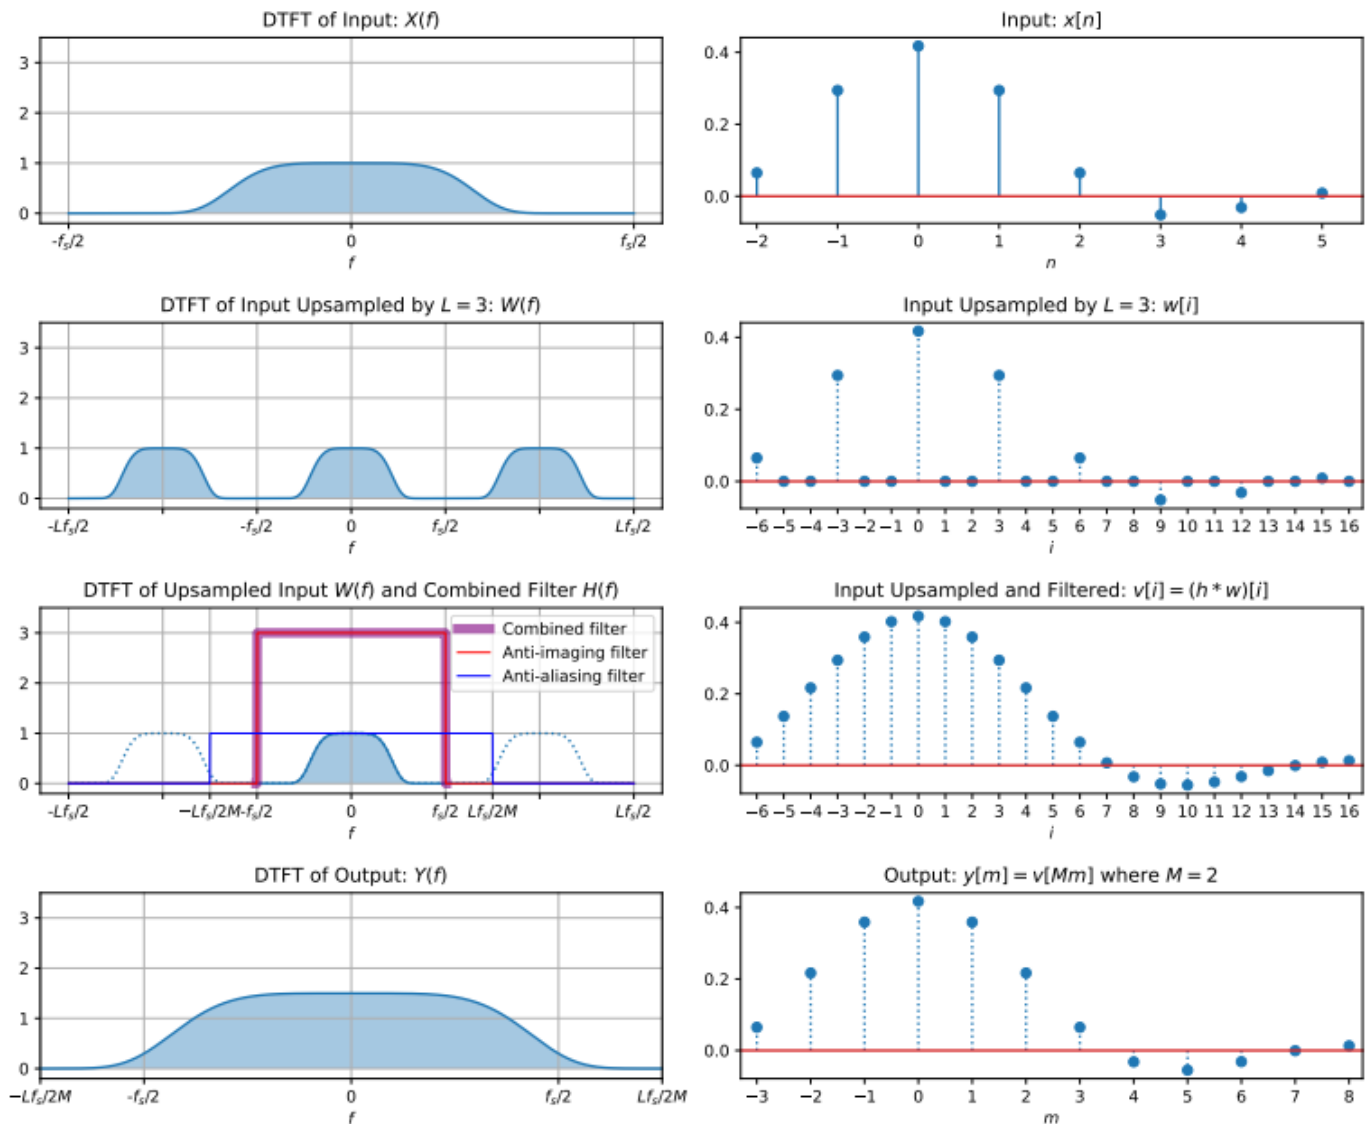 DTFT of Input: X(f)
3
2
1
0
-fs/2 0 fs/2
f
Input: x[n]
0.4
0.2
0.0
−2 −1 0 1 2 3 4 5
n
DTFT of Input Upsampled by L = 3: W(f)
3
2
1
0
-Lfs/2 -fs/2 0 fs/2 Lfs/2
f
Input Upsampled by L = 3: w[i]
0.4
0.2
0.0
−6 −5 −4 −3 −2 −1 0 1 2 3 4 5 6 7 8 9 10 11 12 13 14 15 16
i
DTFT of Upsampled Input W(f) and Combined Filter H(f)
3
2
1
0
Combined filter
Anti-imaging filter
Anti-aliasing filter
-Lfs/2 −Lfs/2M -fs/2 0 fs/2 Lfs/2M Lfs/2
f
Input Upsampled and Filtered: v[i] = (h * w)[i]
0.4
0.2
0.0
−6 −5 −4 −3 −2 −1 0 1 2 3 4 5 6 7 8 9 10 11 12 13 14 15 16
i
DTFT of Output: Y(f)
3
2
1
0
−Lfs/2M -fs/2 0 fs/2 Lfs/2M
f
Output: y[m] = v[Mm] where M = 2
0.4
0.2
0.0
−3 −2 −1 0 1 2 3 4 5 6 7 8
m